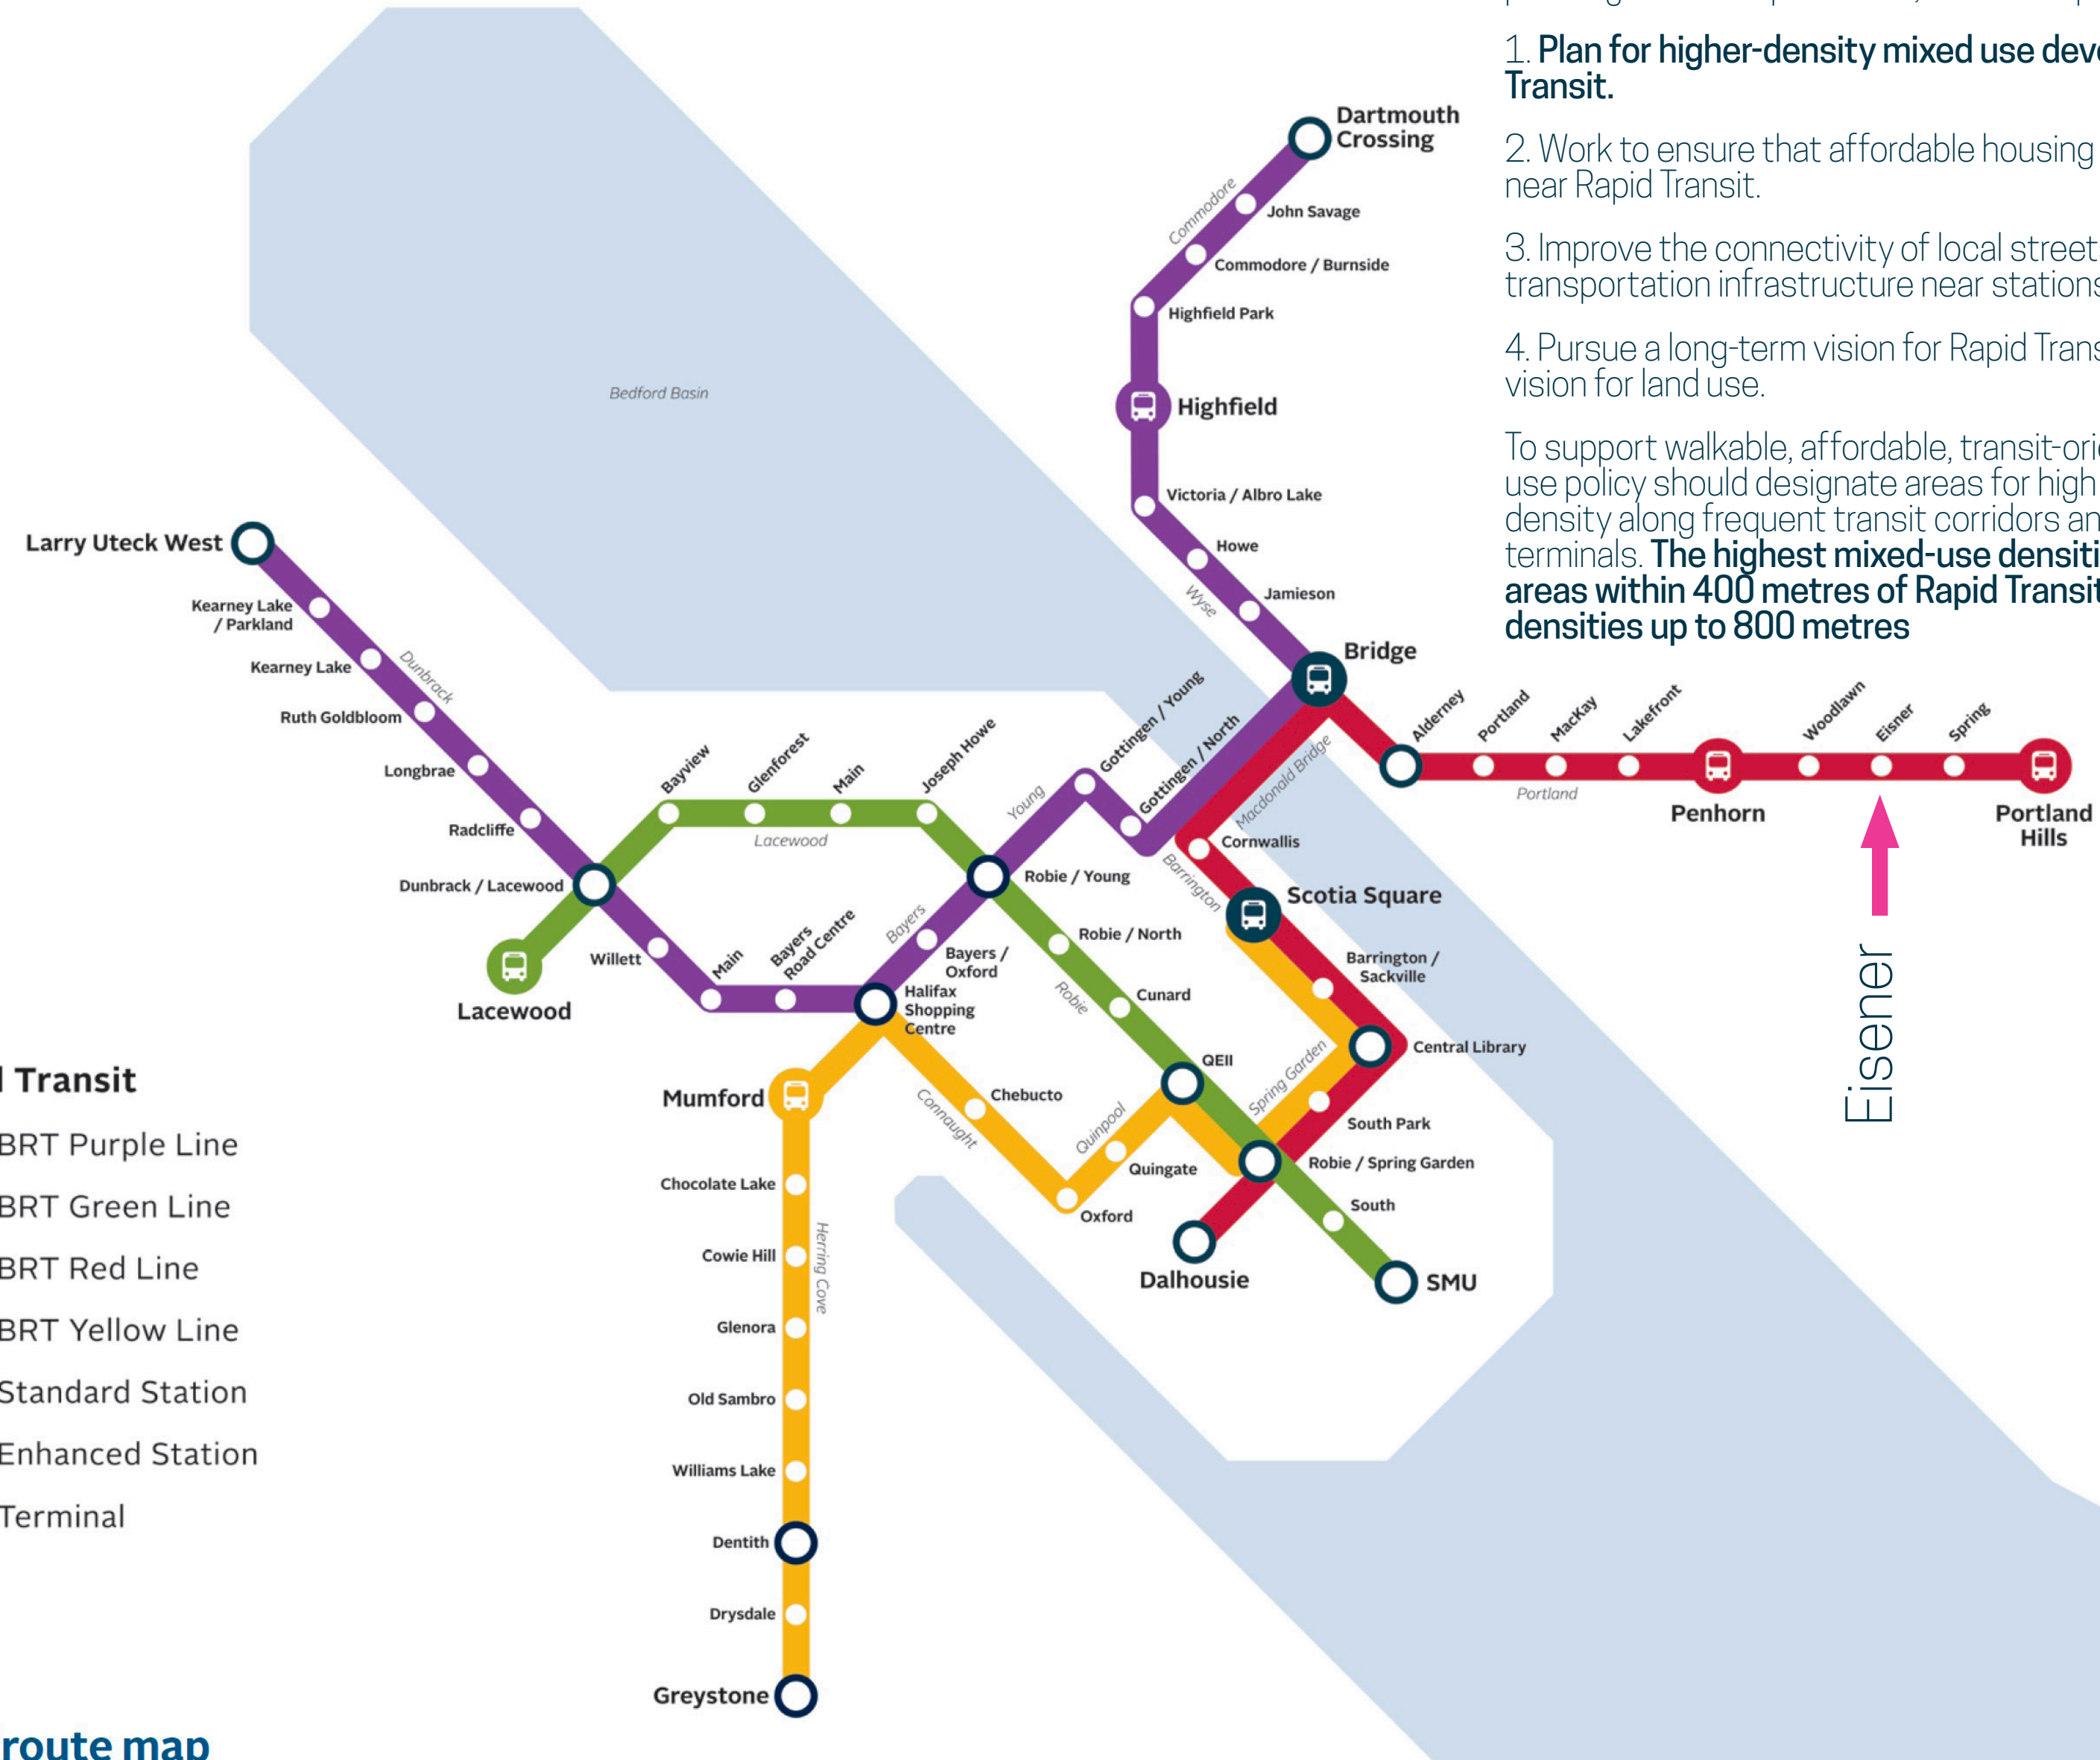 1. Plan for higher-density mixed use
Transit.
2. Work to ensure that affordable housing
near Rapid Transit.
3. Improve the connectivity of local street
transportation infrastructure near stations
4. Pursue a long-term vision for Rapid
vision for land use.
To support walkable, affordable,
use policy should designate areas for high
density along frequent transit corridors
terminals. The highest mixed-use
areas within 400 metres of Rapid Transit
densities up to 800 metres
Dartmouth
Crossing
Commodore
John Savage
Commodore / Burnside
Highfield Park
Bedford Basin
Highfield
Victoria / Albro Lake
Howe
Wyse
Jamieson
Bridge
Larry Uteck West
Kearney Lake
/ Parkland
Kearney Lake
Dunbrack
Ruth Goldbloom
Longbrae
Radcliffe
Dunbrack / Lacewood
Lacewood
Willett
Main
Bayers
Road Centre
Bayview
Glenforest
Main
Joseph Howe
Lacewood
Young
Gottingen / Young
Gottingen / North
Macdonald Bridge
Alderney
Portland
MacKay
Lakefront
Portland
Penhorn
Woodlawn
Eisner
Spring
Portland
Hills
Eisener
Cornwallis
Barrington
Scotia Square
Barrington /
Sackville
Central Library
Spring Garden
South Park
Robie / Spring Garden
South
SMU
Dalhousie
Robie / Young
Bayers
Bayers /
Oxford
Halifax
Shopping
Centre
Robie / North
Robie
Cunard
QEII
Mumford
Chebucto
Connaught
Quinpool
Quingate
Oxford
Chocolate Lake
Herring Cove
Cowie Hill
Glenora
Old Sambro
Williams Lake
Dentith
Drysdale
Greystone
Transit
BRT Purple Line
BRT Green Line
BRT Red Line
BRT Yellow Line
Standard Station
Enhanced Station
Terminal
route map